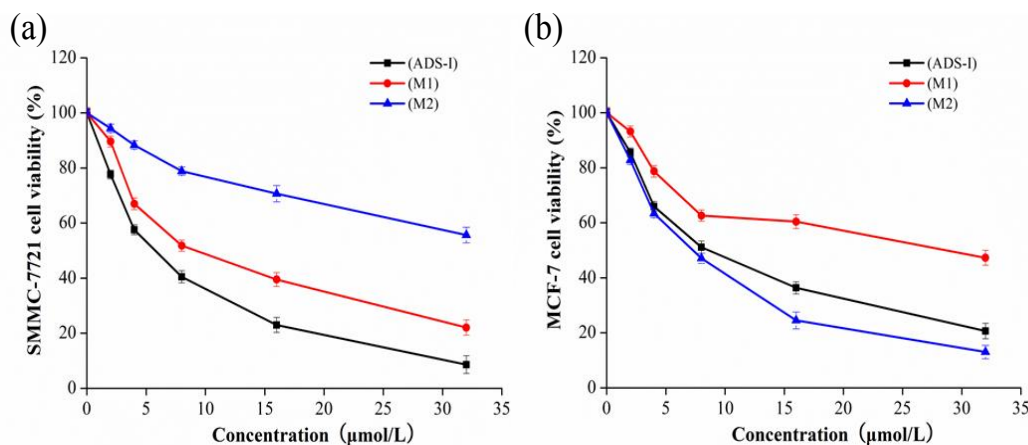 (a)
120
100
80
60
40
20
0
SMMC-7721 cell viability (%)
(ADS-I)
(M1)
(M2)
0 5 10 15 20 25 30 35
Concentration (μmol/L)
(b)
120
100
80
60
40
20
0
MCF-7 cell viability (%)
(ADS-I)
(M1)
(M2)
0 5 10 15 20 25 30 35
Concentration (μmol/L)